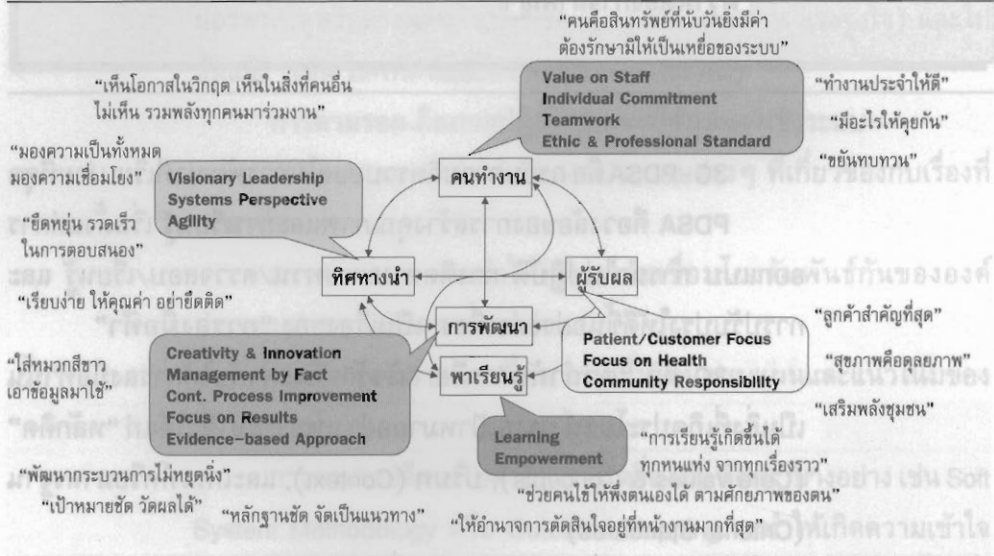 “คนคือสินทรัพย์ที่นับวันยิ่งมีค่า
ต้องรักษามิให้เป็นเหยื่อของระบบ”
“เห็นโอกาสในวิกฤต เห็นในสิ่งที่คนอื่น
ไม่เห็น รวมพลังทุกคนมาร่วมงาน”
Value on Staff
Individual Commitment
Teamwork
Ethic & Professional Standard
“ทำงานประจำให้ดี”
“มีอะไรให้คุยกัน”
“ขยันทบทวน”
“มองความเป็นทั้งหมด
มองความเชื่อมโยง”
Visionary Leadership
Systems Perspective
Agility
คนทำงาน
“ยืดหยุ่น รวดเร็ว
ในการตอบสนอง”
ทิศทางนำ
ผู้รับผล
“เรียบง่าย ให้คุณค่า อย่ายึดติด”
การพัฒนา
พาเรียนรู้
“ลูกค้าสำคัญที่สุด”
Patient/Customer Focus
Focus on Health
Community Responsibility
“สุขภาพคือดุลยภาพ”
“เสริมพลังชุมชน”
“ใส่หมวกสีขาว
เอาข้อมูลมาใช้”
Creativity & Innovation
Management by Fact
Cont. Process Improvement
Focus on Results
Evidence-based Approach
Learning
Empowerment
“การเรียนรู้เกิดขึ้นได้
ทุกหนแห่ง จากทุกเรื่องราว”
“พัฒนากระบวนการไม่หยุดนิ่ง”
“ช่วยคนไข้ให้พึ่งตนเองได้ ตามศักยภาพของตน”
“เป้าหมายชัด วัดผลได้”
“หลักฐานชัด จัดเป็นแนวทาง”
“ให้อำนาจการตัดสินใจอยู่ที่หน้างานมากที่สุด”